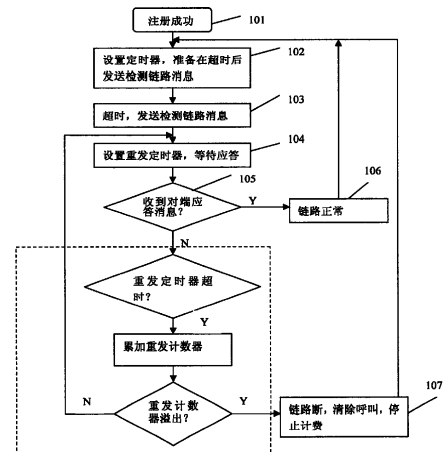 注册成功
101
设置定时器，准备在超时后
发送检测链路消息
102
超时，发送检测链路消息
103
设置重发定时器，等待应答
104
收到对端应
答消息？
105
Y
链路正常
106
N
重发定时器超
时？
Y
累加重发计数器
重发计数
器溢出？
N
Y
链路断，清除呼叫，停
止计费
107